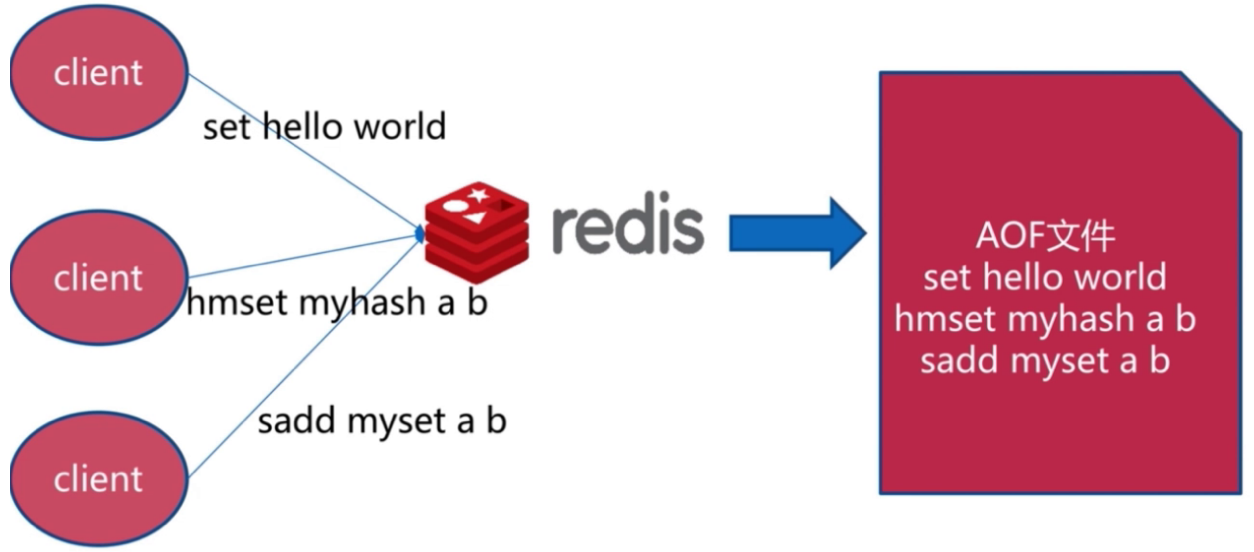 client
set hello world
client
hmset myhash a b
client
sadd myset a b
redis
AOF文件
set hello world
hmset myhash a b
sadd myset a b